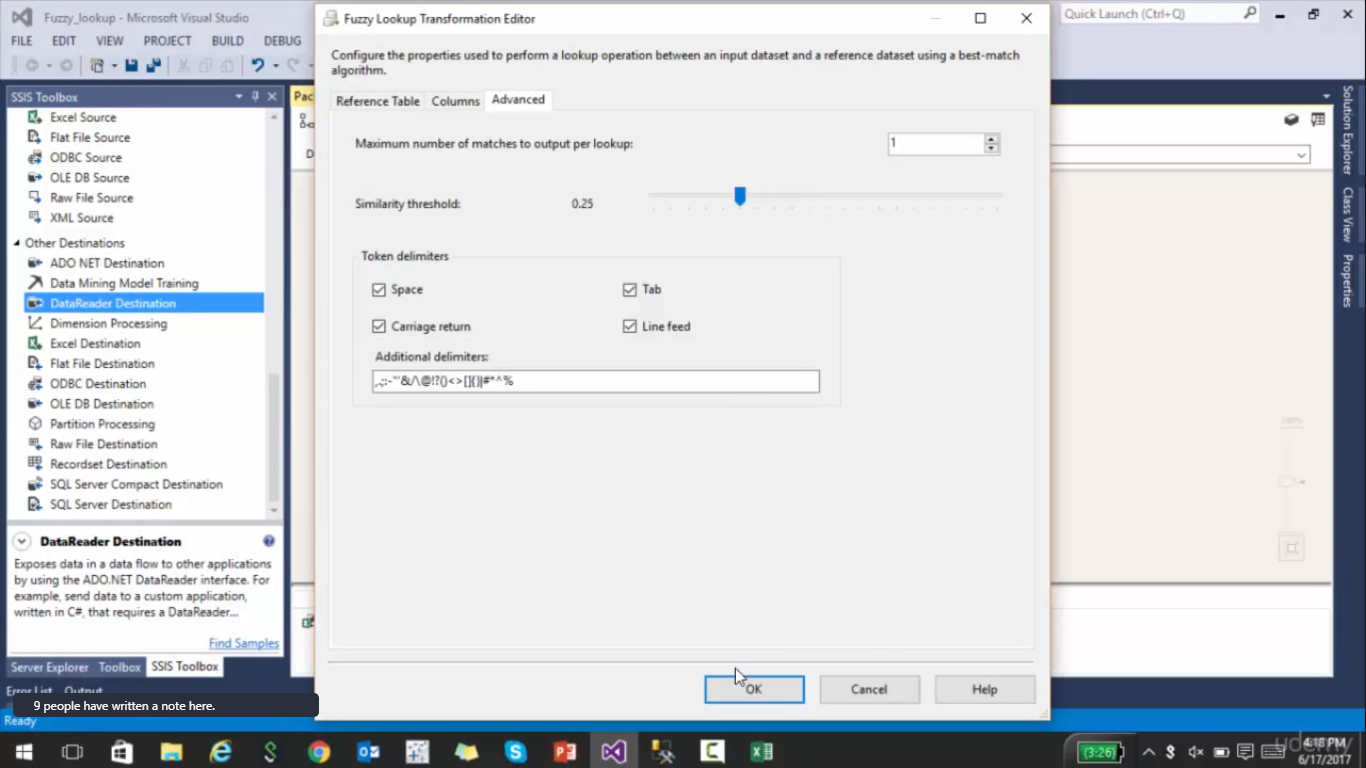 Fuzzy_lookup - Microsoft Visual Studio
Quick Launch (Ctrl+Q)
FILE EDIT VIEW PROJECT BUILD DEBUG
SSIS Toolbox
Excel Source
Flat File Source
ODBC Source
OLE DB Source
Raw File Source
XML Source
Other Destinations
ADO NET Destination
Data Mining Model Training
DataReader Destination
Dimension Processing
Excel Destination
Flat File Destination
ODBC Destination
OLE DB Destination
Partition Processing
Raw File Destination
Recordset Destination
SQL Server Compact Destination
SQL Server Destination
DataReader Destination
Exposes data in a data flow to other applications
by using the ADO.NET DataReader interface. For
example, send data to a custom application,
written in C#, that requires a DataReader...
Find Samples
Server Explorer Toolbox SSIS Toolbox
Error List Output
9 people have written a note here.
Ready
Pac
D
Fuzzy Lookup Transformation Editor
Configure the properties used to perform a lookup operation between an input dataset and a reference dataset using a best-match
algorithm.
Reference Table Columns Advanced
Maximum number of matches to output per lookup: 1
Similarity threshold: 0.25
Token delimiters
Space Tab
Carriage return Line feed
Additional delimiters:
OK Cancel Help
Solution Explorer
Class View
Properties
100%
(3:26)
udemy
4:18 PM
6/17/2017